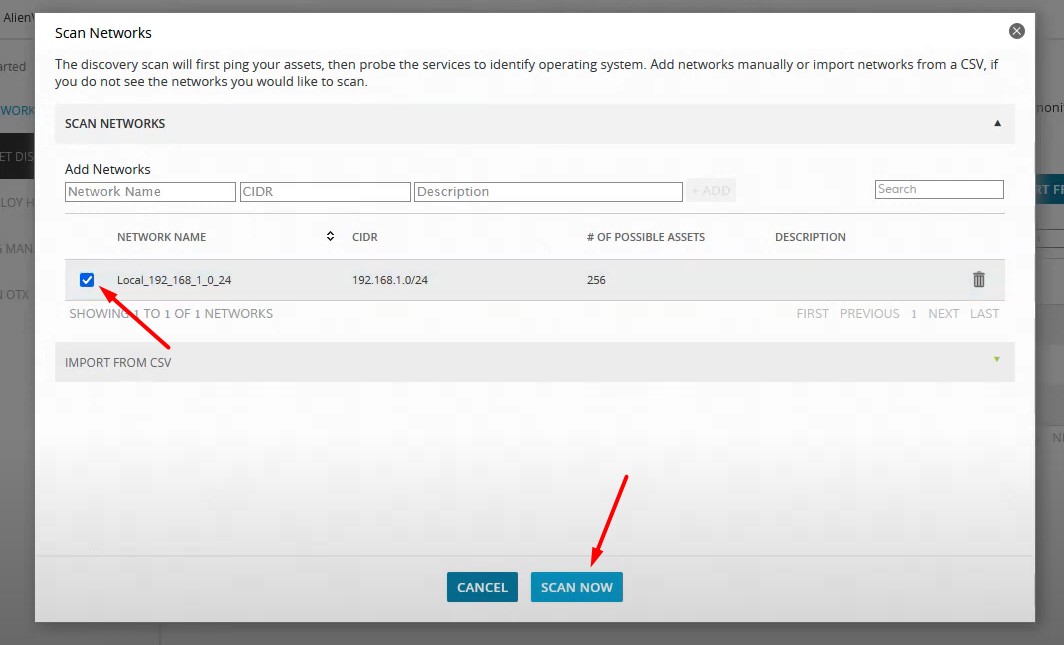 AlienV
Scan Networks
The discovery scan will first ping your assets, then probe the services to identify operating system. Add networks manually or import networks from a CSV, if
you do not see the networks you would like to scan.
arted
WORK
noni
SCAN NETWORKS
ET DIS
Add Networks
Network Name CIDR Description + ADD Search
RT FR
LOY H
NETWORK NAME CIDR # OF POSSIBLE ASSETS DESCRIPTION
G MAN
Local_192_168_1_0_24 192.168.1.0/24 256
N OTX
SHOWING 1 TO 1 OF 1 NETWORKS FIRST PREVIOUS 1 NEXT LAST
IMPORT FROM CSV
NE
CANCEL SCAN NOW